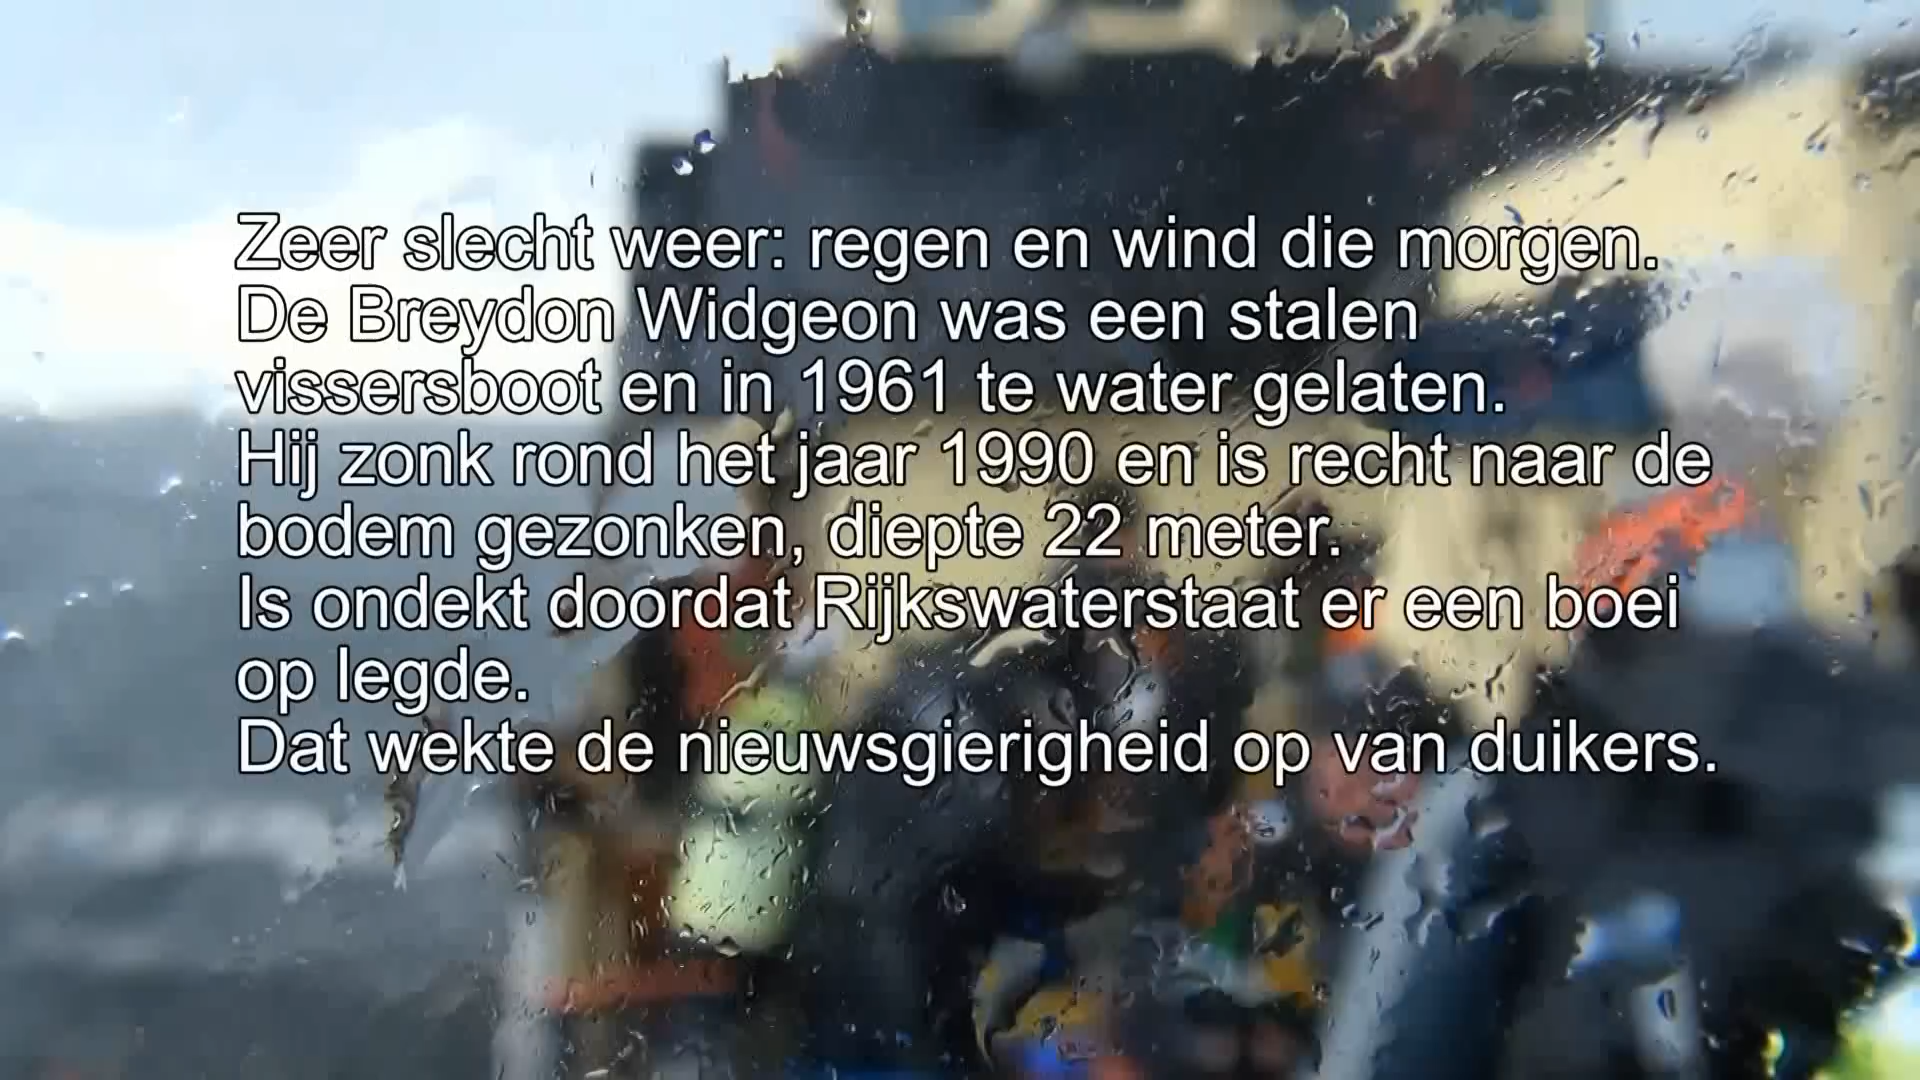 Zeer slecht weer: regen en wind die morgen.
De Breydon Widgeon was een stalen
vissersboot en in 1961 te water gelaten.
Hij zonk rond het jaar 1990 en is recht naar de
bodem gezonken, diepte 22 meter.
Is ondekt doordat Rijkswaterstaat er een boei
op legde.
Dat wekte de nieuwsgierigheid op van duikers.